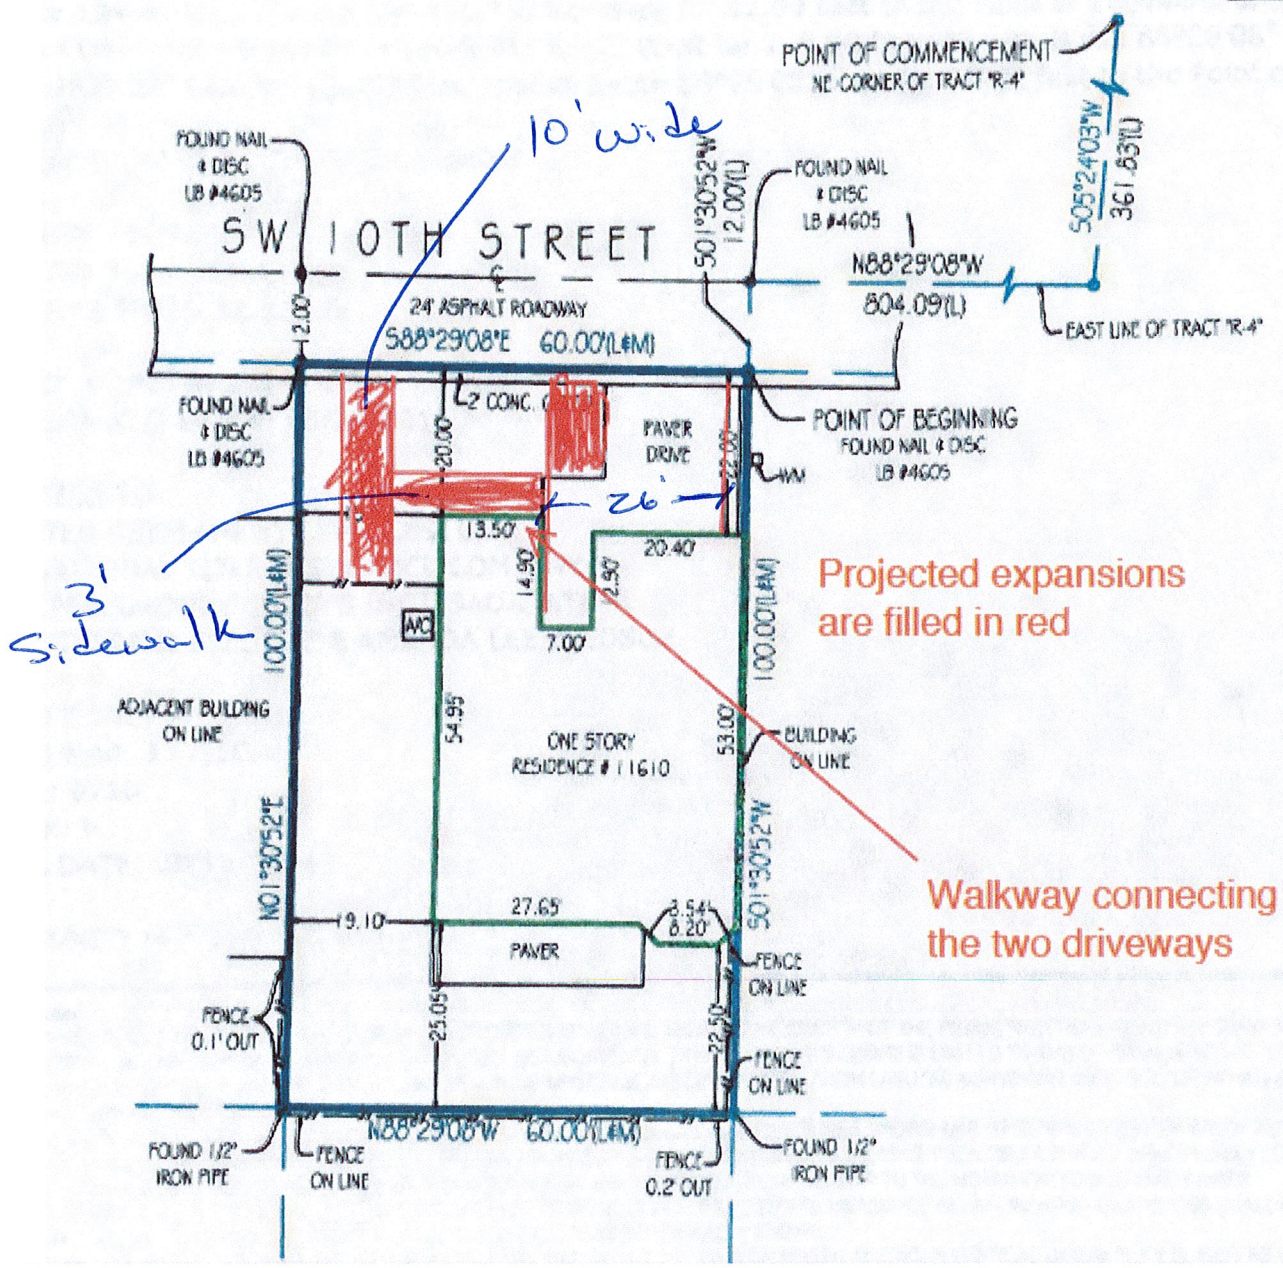 POINT OF COMMENCEMENT
NE CORNER OF TRACT "R-4"
10' wide
FOUND NAIL
& DISC
LB #4605
S01°30'52"W
12.00'(L)
FOUND NAIL
& DISC
LB #4605
S05°24'03"W
361.63'(L)
SW 10TH STREET
N88°29'08"W
804.09'(L)
12.00'
24' ASPHALT ROADWAY
S88°29'08"E 60.00'(L&M)
EAST LINE OF TRACT "R-4"
FOUND NAIL
& DISC
LB #4605
2' CONC.
20.00'
PAVER
DRIVE
22.00'
POINT OF BEGINNING
FOUND NAIL & DISC
LB #4605
WM
26'
13.50'
20.40'
14.90'
2.90'
7.00'
3'
Sidewalk
A/C
100.00'(L&M)
100.00'(L&M)
Projected expansions
are filled in red
ADJACENT BUILDING
ON LINE
54.95'
ONE STORY
RESIDENCE # 11610
53.00'
BUILDING
ON LINE
N01°30'52"E
S01°30'52"W
Walkway connecting
the two driveways
19.10'
27.65'
3.54'
8.20'
PAVER
FENCE
ON LINE
FENCE
0.1' OUT
25.05'
22.50'
FENCE
ON LINE
N88°29'08"W 60.00'(L&M)
FOUND 1/2"
IRON PIPE
FENCE
ON LINE
FENCE
0.2' OUT
FOUND 1/2"
IRON PIPE